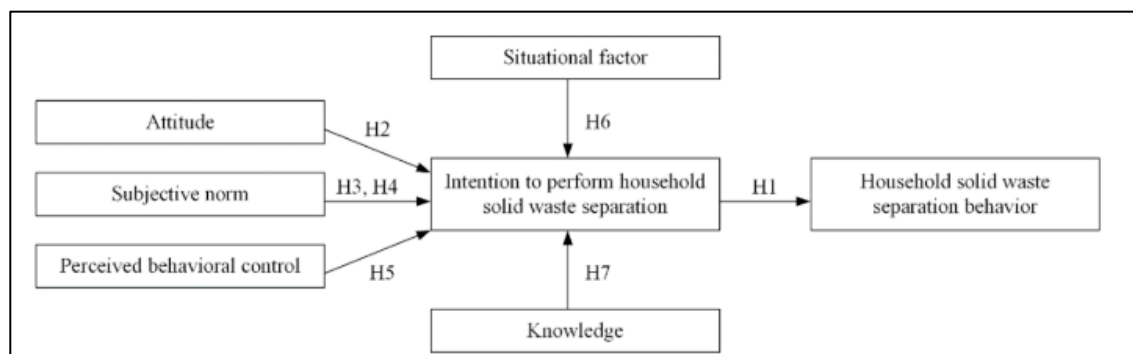 Situational factor
H6
Attitude
H2
Subjective norm
H3, H4
Perceived behavioral control
H5
Intention to perform household
solid waste separation
H1
Household solid waste
separation behavior
H7
Knowledge